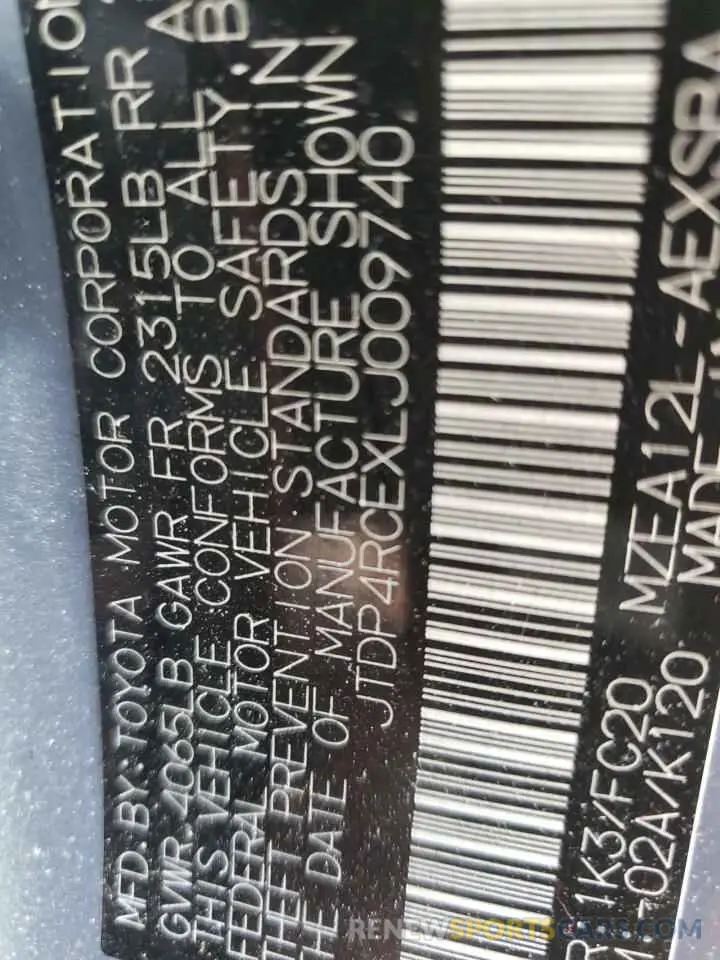 MFD.BY:TOYOTA MOTOR CORPORATION
GVWR 4065LB GAWR FR 2315LB RR
THIS VEHICLE CONFORMS TO ALL
FEDERAL MOTOR VEHICLE SAFETY, B
THEFT PREVENTION STANDARDS IN
THE DATE OF MANUFACTURE SHOWN
JTDP4RCEXLJ009740
1K3/FC20 MZEA12L-AEXSBA
02A/K120 MADE
RENEWSPORTSCARS.COM